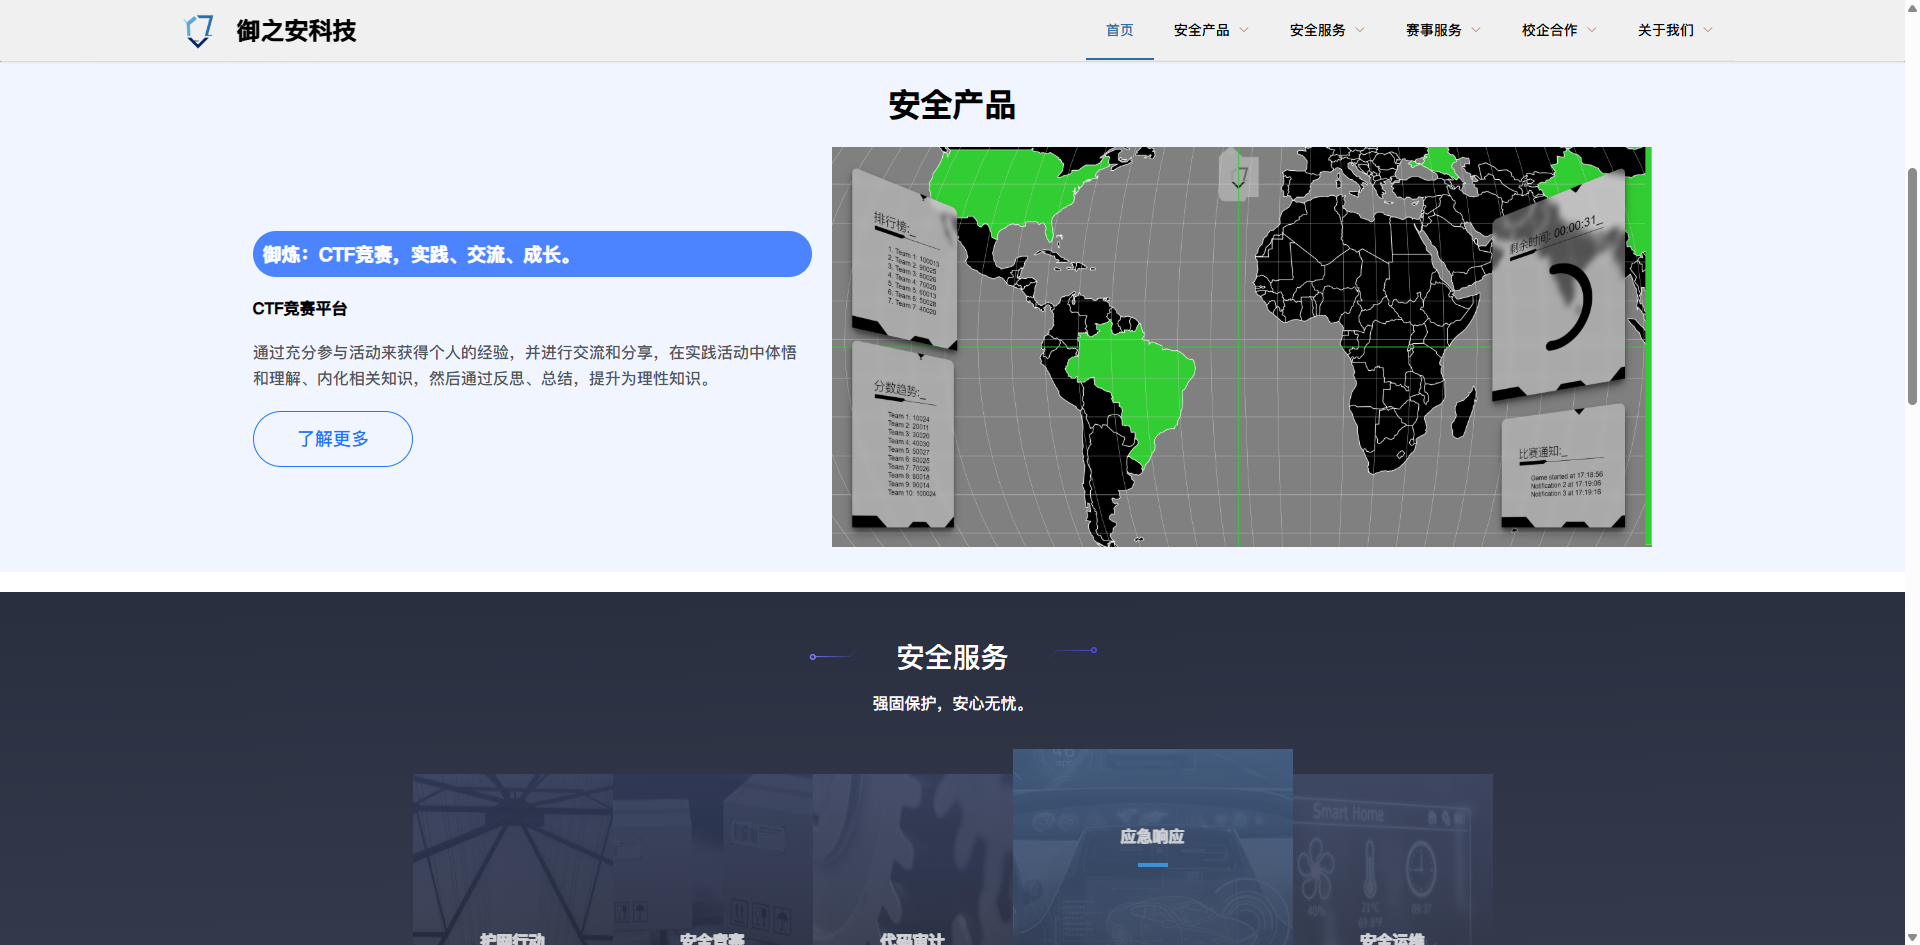 御之安科技
首页
安全产品
安全服务
赛事服务
校企合作
关于我们
安全产品
御炼：CTF竞赛，实践、交流、成长。
CTF竞赛平台
通过充分参与活动来获得个人的经验，并进行交流和分享，在实践活动中体悟
和理解、内化相关知识，然后通过反思、总结，提升为理性知识。
了解更多
排行榜:_
1. Team 1: 100013
2. Team 2: 90025
3. Team 3: 80026
4. Team 4: 70020
5. Team 5: 60013
6. Team 6: 50028
7. Team 7: 40020
分数趋势:_
Team 1: 10024
Team 2: 20011
Team 3: 30020
Team 4: 40030
Team 5: 50027
Team 6: 60025
Team 7: 70026
Team 8: 80018
Team 9: 90014
Team 10: 100024
剩余时间: 00:00:31_
比赛通知:_
Game started at 17:18:56
Notification 2 at 17:19:06
Notification 3 at 17:19:16
安全服务
强固保护，安心无忧。
应急响应
Smart Home
40%
21°C
69.8°F
09:37
护网行动
安全竞赛
代码审计
安全运维